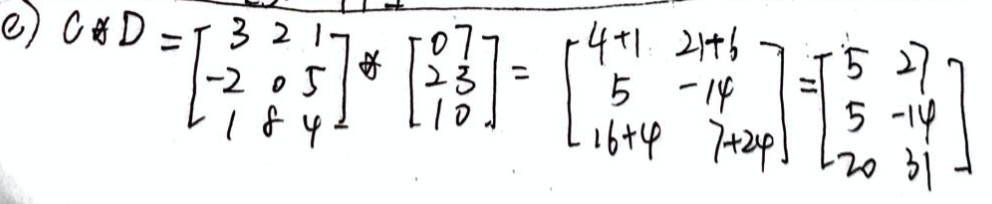 e) C * D = [ 3 2 1 ] * [ 0 7 ] = [ 4+1 21+6 ] = [ 5 27 ]
[ -2 0 5 ] [ 2 3 ] [ 5 -14 ] [ 5 -14 ]
[ 1 8 4 ] [ 1 0 ] [ 16+4 7+24 ] [ 20 31 ]